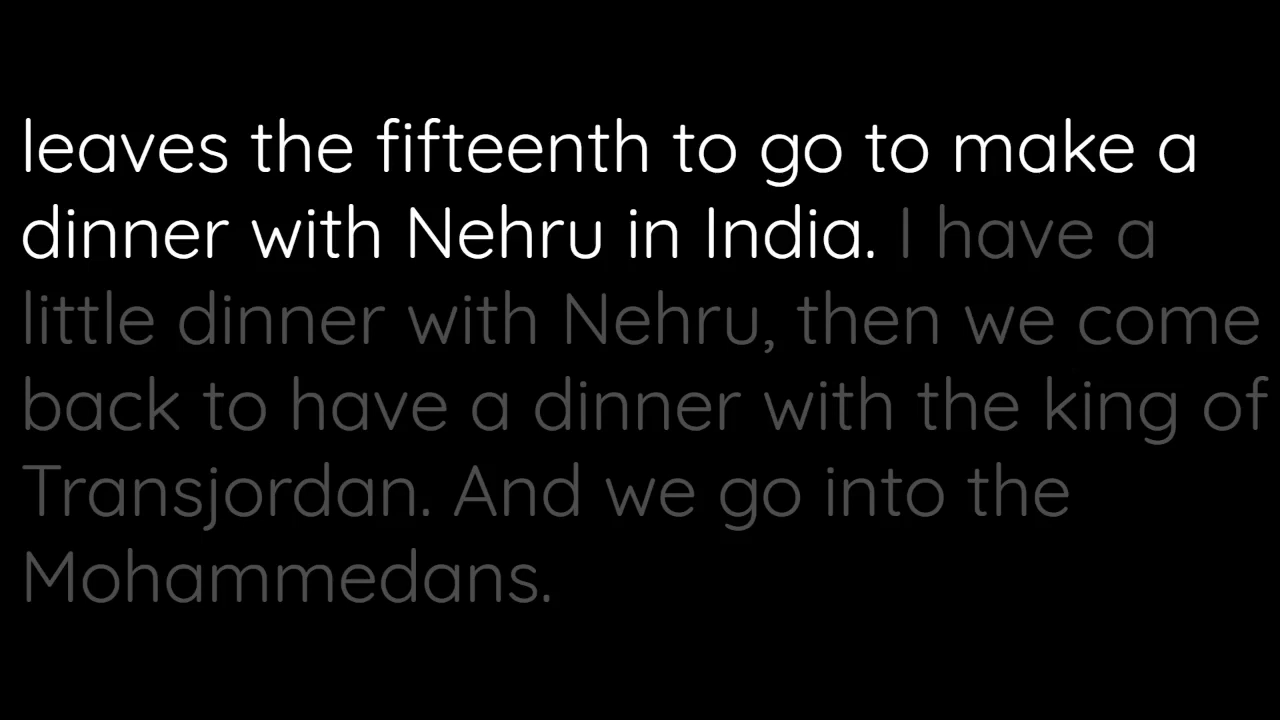 leaves the fifteenth to go to make a
dinner with Nehru in India. I have a
little dinner with Nehru, then we come
back to have a dinner with the king of
Transjordan. And we go into the
Mohammedans.